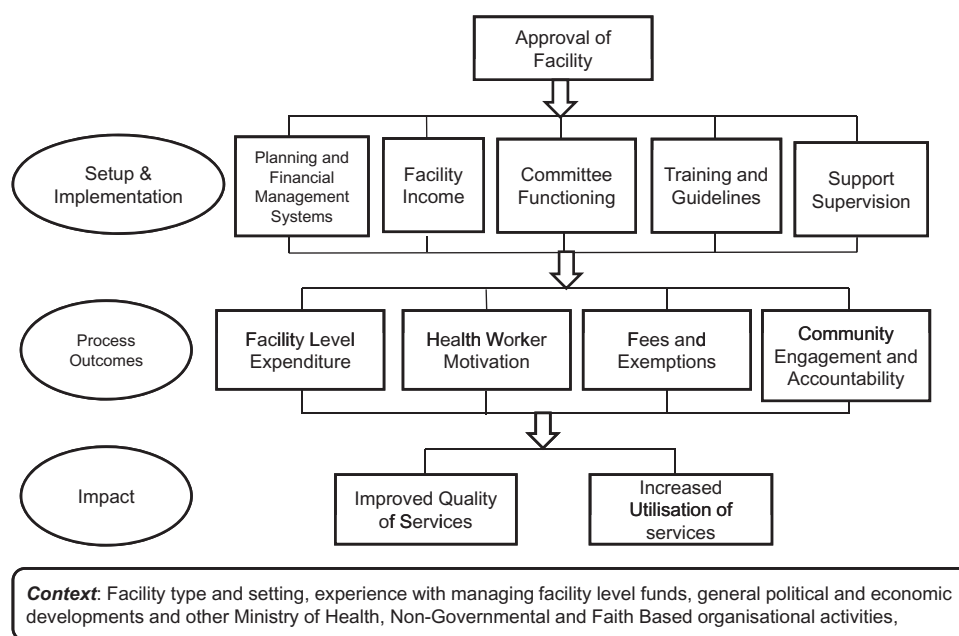 Approval of
Facility
Setup &
Implementation
Planning and
Financial
Management
Systems
Facility
Income
Committee
Functioning
Training and
Guidelines
Support
Supervision
Process
Outcomes
Facility Level
Expenditure
Health Worker
Motivation
Fees and
Exemptions
Community
Engagement and
Accountability
Impact
Improved Quality
of Services
Increased
Utilisation of
services
Context: Facility type and setting, experience with managing facility level funds, general political and economic
developments and other Ministry of Health, Non-Governmental and Faith Based organisational activities,